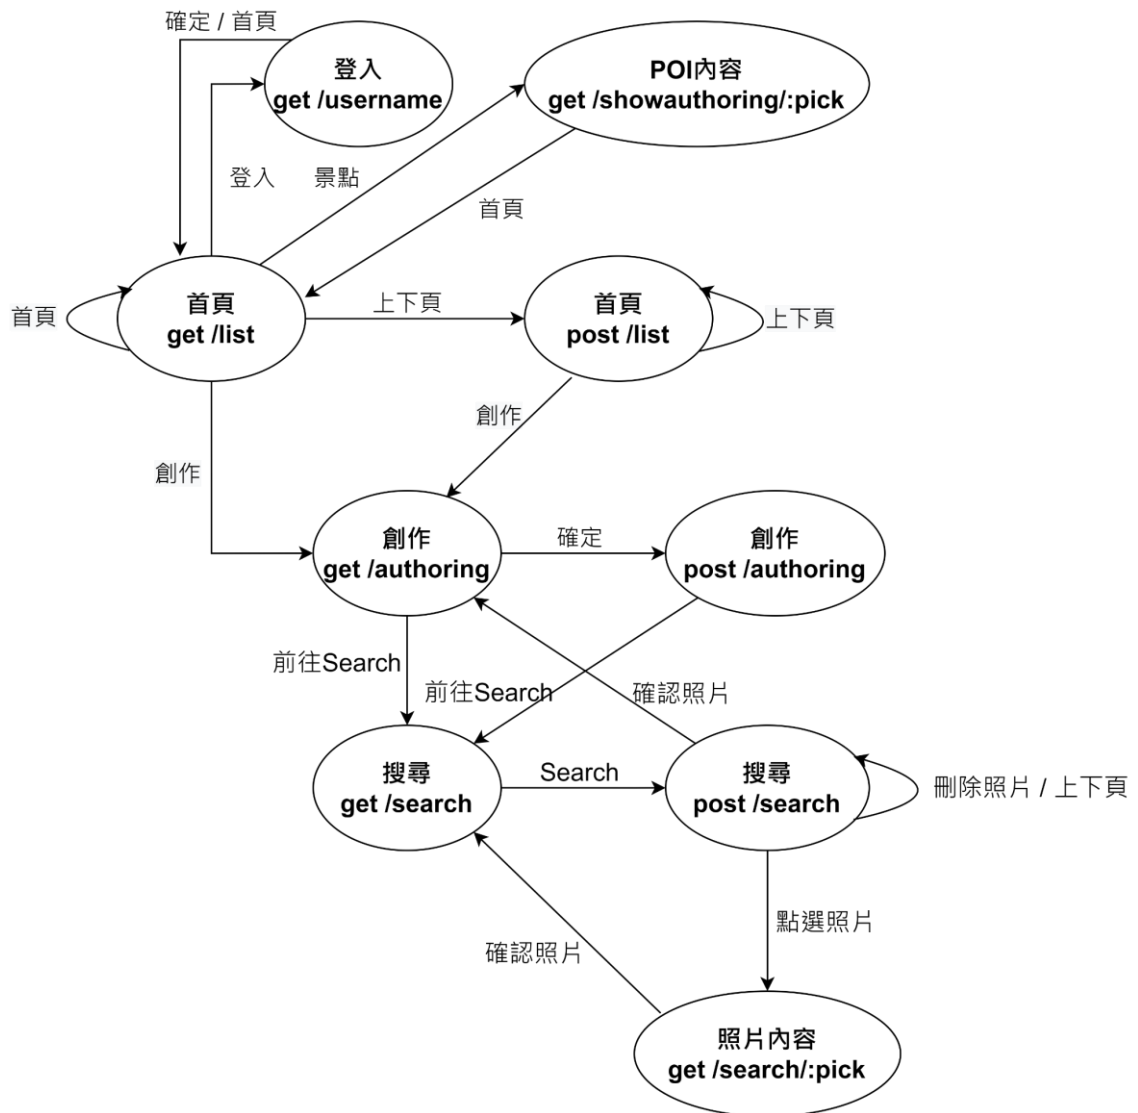 確定 / 首頁
登入
get /username
POI內容
get /showauthoring/:pick
登入
景點
首頁
首頁
首頁
get /list
上下頁
首頁
post /list
上下頁
創作
創作
創作
get /authoring
確定
創作
post /authoring
前往Search
前往Search
確認照片
搜尋
get /search
Search
搜尋
post /search
刪除照片 / 上下頁
點選照片
確認照片
照片內容
get /search/:pick